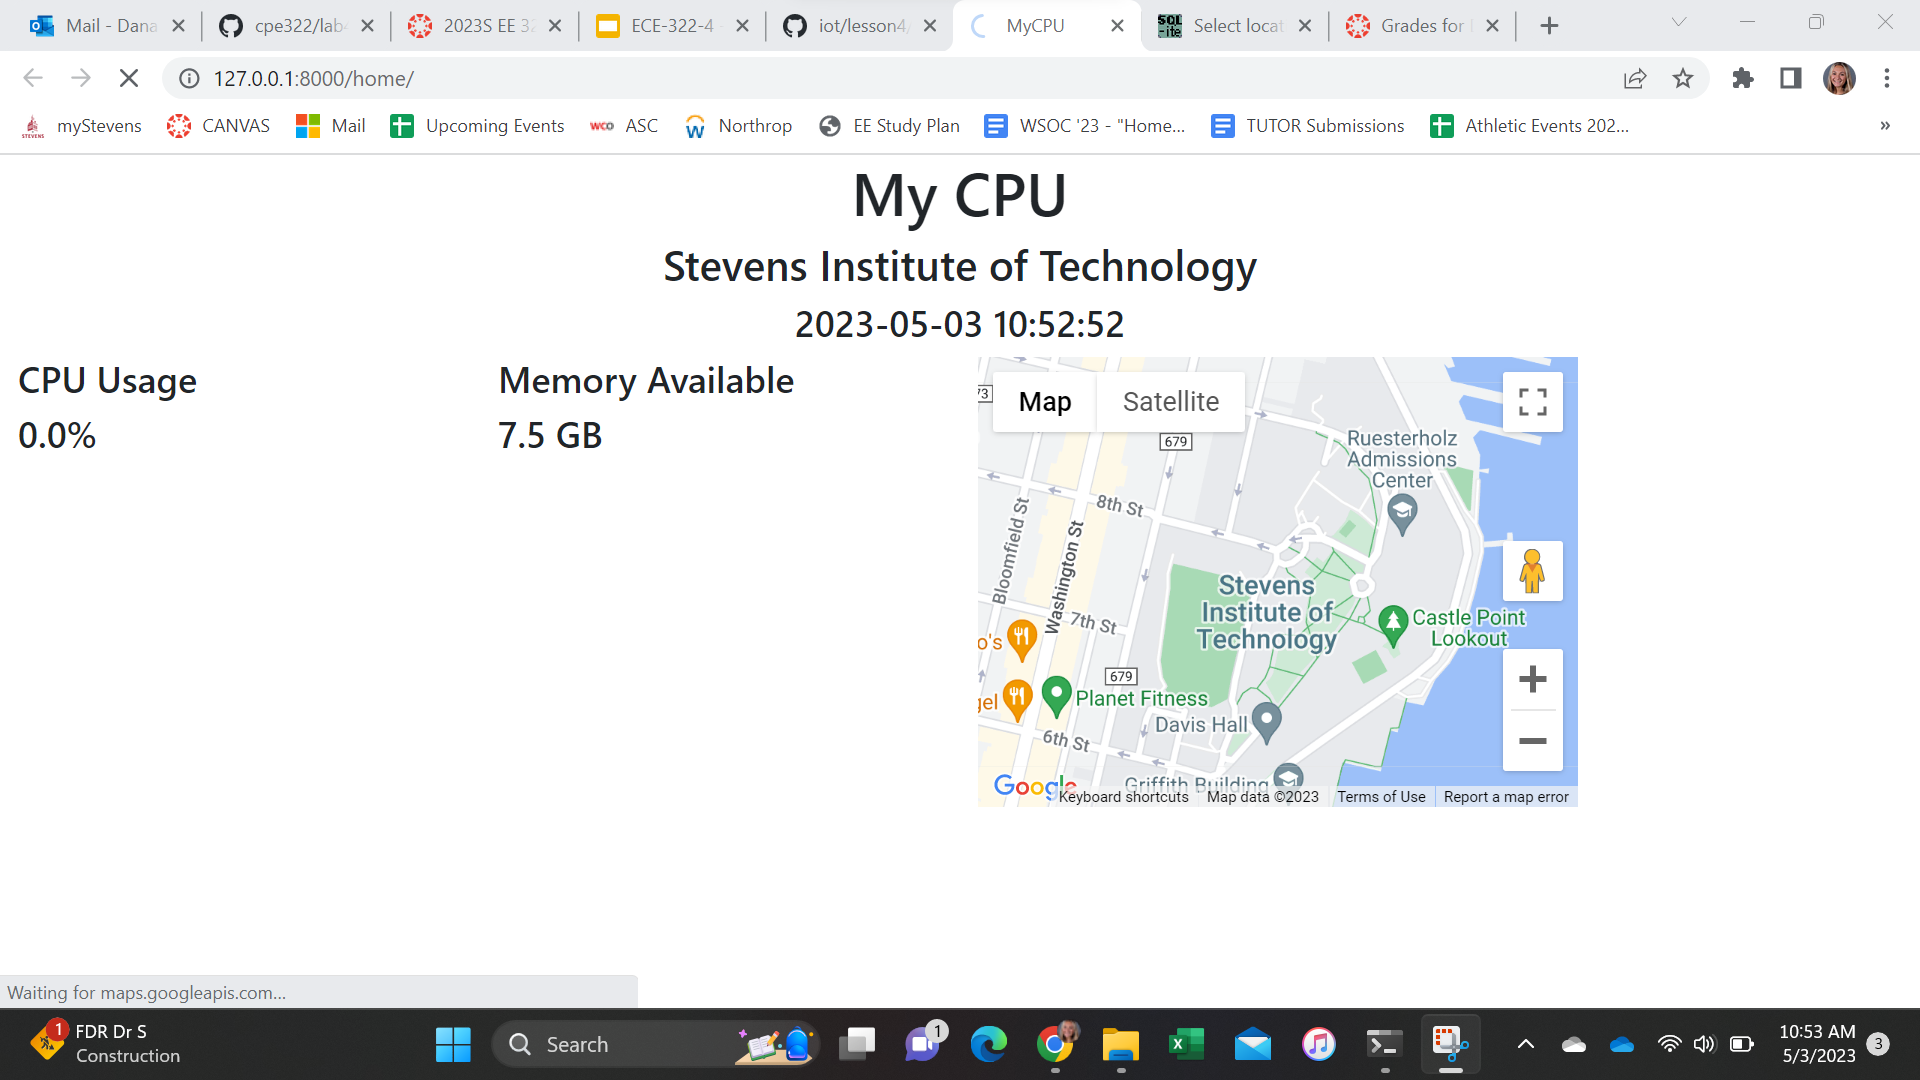 Mail - Dana
cpe322/lab
2023S EE 32
ECE-322-4
iot/lesson4/
MyCPU
SQL
-ite
Select locat
Grades for
127.0.0.1:8000/home/
STEVENS
myStevens
CANVAS
Mail
Upcoming Events
wco
ASC
Northrop
EE Study Plan
WSOC '23 - "Home...
TUTOR Submissions
Athletic Events 202...
»
My CPU
Stevens Institute of Technology
2023-05-03 10:52:52
CPU Usage
0.0%
Memory Available
7.5 GB
73
Map
Satellite
679
Ruesterholz
Admissions
Center
8th St
Bloomfield St
Washington St
Stevens
Institute of
Technology
Castle Point
Lookout
7th St
o's
679
gel
Planet Fitness
Davis Hall
6th St
Griffith Building
Google
Keyboard shortcuts
Map data ©2023
Terms of Use
Report a map error
Waiting for maps.googleapis.com...
1
FDR Dr S
Construction
Search
1
10:53 AM
5/3/2023
3